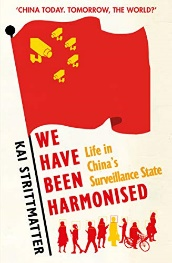 'CHINA TODAY. TOMORROW, THE WORLD?'
WE
HAVE
BEEN
HARMONISED
Life in
China's
Surveillance State
KAI STRITTMATTER